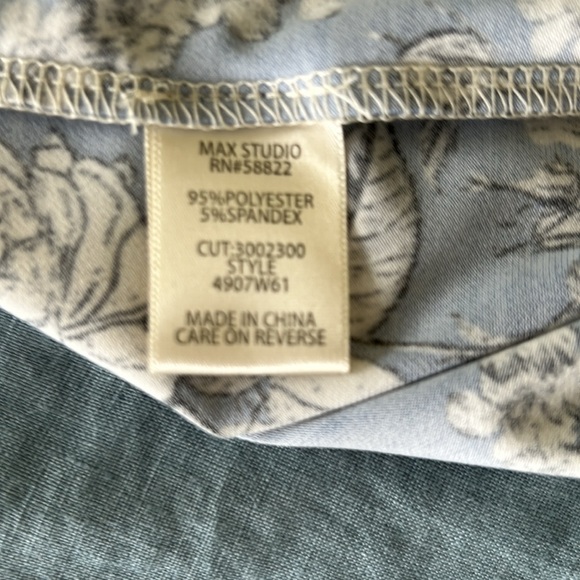 MAX STUDIO
RN#58822
95%POLYESTER
5%SPANDEX
CUT:3002300
STYLE
4907W61
MADE IN CHINA
CARE ON REVERSE